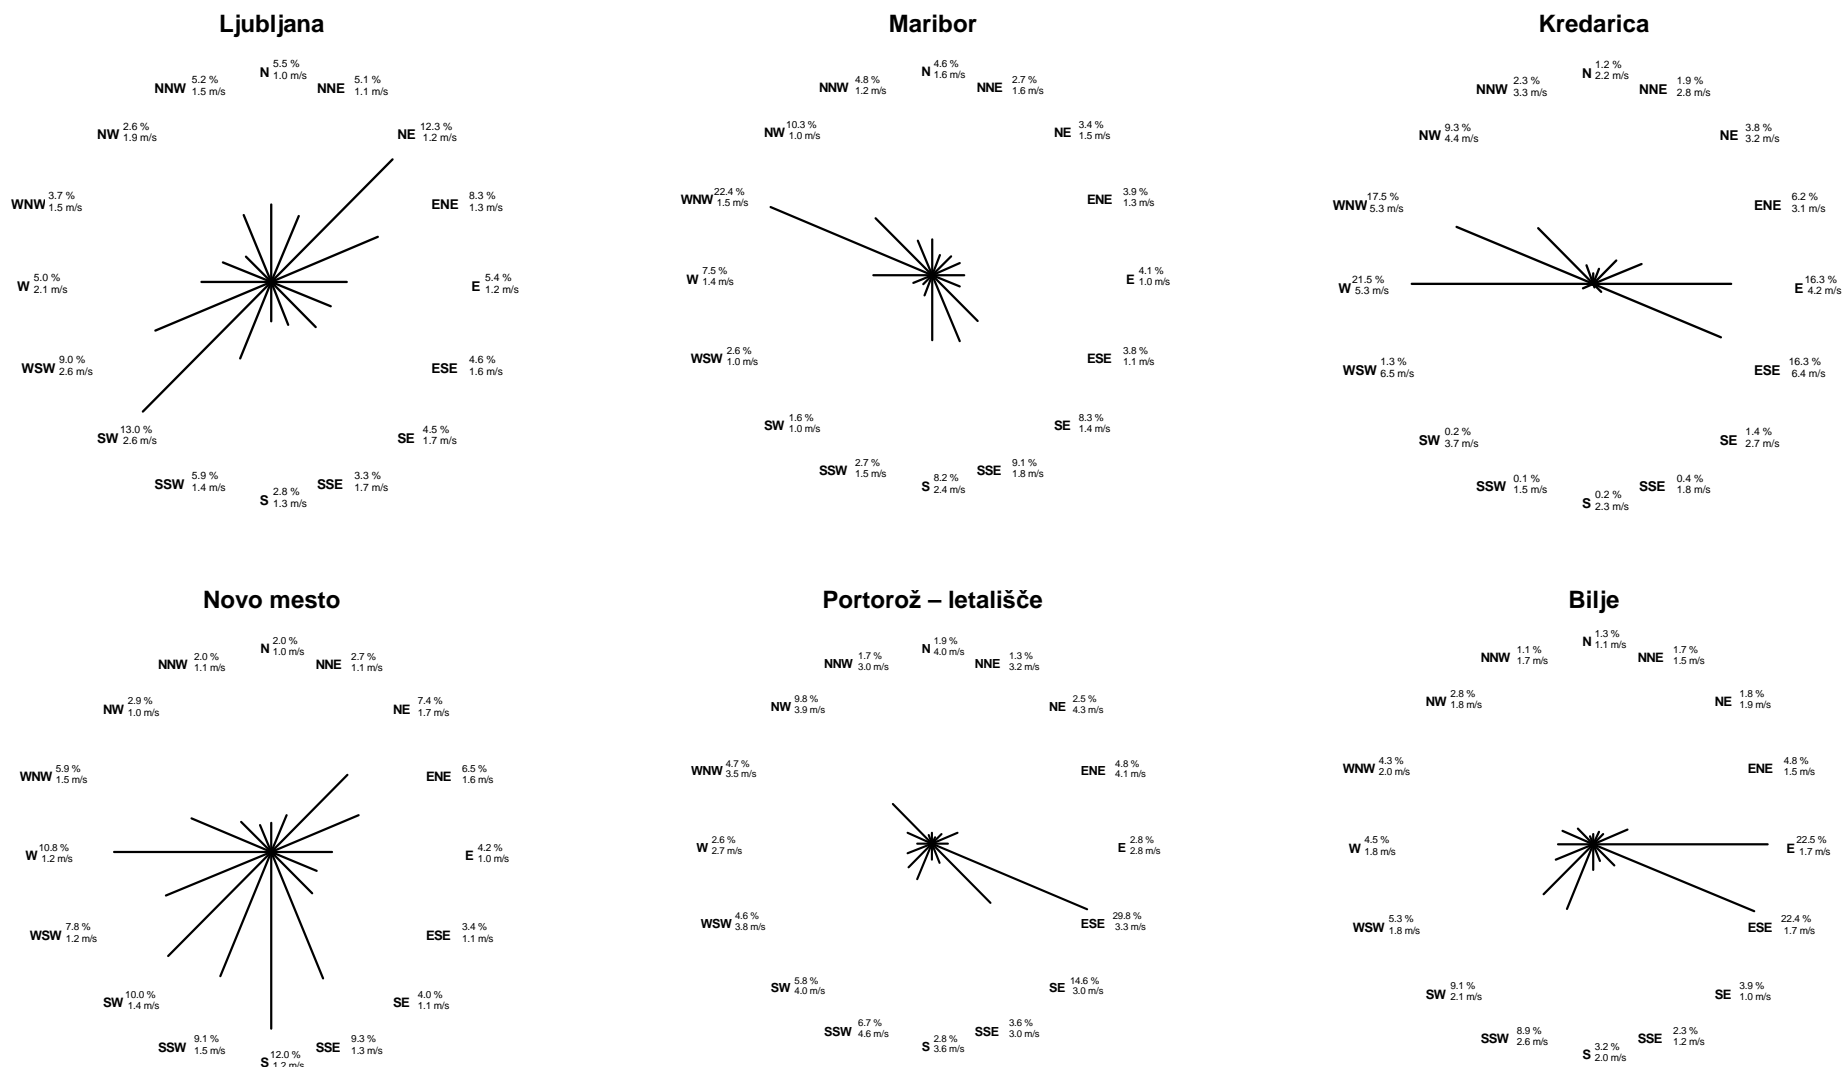 Ljubljana
N 5.5 %
1.0 m/s
NNW 5.2 %
1.5 m/s
NNE 5.1 %
1.1 m/s
NW 2.6 %
1.9 m/s
NE 12.3 %
1.2 m/s
WNW 3.7 %
1.5 m/s
ENE 8.3 %
1.3 m/s
W 5.0 %
2.1 m/s
E 5.4 %
1.2 m/s
WSW 9.0 %
2.6 m/s
ESE 4.6 %
1.6 m/s
SW 13.0 %
2.6 m/s
SE 4.5 %
1.7 m/s
SSW 5.9 %
1.4 m/s
S 2.8 %
1.3 m/s
SSE 3.3 %
1.7 m/s
Maribor
N 4.6 %
1.6 m/s
NNW 4.8 %
1.2 m/s
NNE 2.7 %
1.6 m/s
NW 10.3 %
1.0 m/s
NE 3.4 %
1.5 m/s
WNW 22.4 %
1.5 m/s
ENE 3.9 %
1.3 m/s
W 7.5 %
1.4 m/s
E 4.1 %
1.0 m/s
WSW 2.6 %
1.0 m/s
ESE 3.8 %
1.1 m/s
SW 1.6 %
1.0 m/s
SE 8.3 %
1.4 m/s
SSW 2.7 %
1.5 m/s
S 8.2 %
2.4 m/s
SSE 9.1 %
1.8 m/s
Kredarica
N 1.2 %
2.2 m/s
NNW 2.3 %
3.3 m/s
NNE 1.9 %
2.8 m/s
NW 9.3 %
4.4 m/s
NE 3.8 %
3.2 m/s
WNW 17.5 %
5.3 m/s
ENE 6.2 %
3.1 m/s
W 21.5 %
5.3 m/s
E 16.3 %
4.2 m/s
WSW 1.3 %
6.5 m/s
ESE 16.3 %
6.4 m/s
SW 0.2 %
3.7 m/s
SE 1.4 %
2.7 m/s
SSW 0.1 %
1.5 m/s
S 0.2 %
2.3 m/s
SSE 0.4 %
1.8 m/s
Novo mesto
N 2.0 %
1.0 m/s
NNW 2.0 %
1.1 m/s
NNE 2.7 %
1.1 m/s
NW 2.9 %
1.0 m/s
NE 7.4 %
1.7 m/s
WNW 5.9 %
1.5 m/s
ENE 6.5 %
1.6 m/s
W 10.8 %
1.2 m/s
E 4.2 %
1.0 m/s
WSW 7.8 %
1.2 m/s
ESE 3.4 %
1.1 m/s
SW 10.0 %
1.4 m/s
SE 4.0 %
1.1 m/s
SSW 9.1 %
1.5 m/s
S 12.0 %
1.2 m/s
SSE 9.3 %
1.3 m/s
Portorož – letališče
N 1.9 %
4.0 m/s
NNW 1.7 %
3.0 m/s
NNE 1.3 %
3.2 m/s
NW 9.8 %
3.9 m/s
NE 2.5 %
4.3 m/s
WNW 4.7 %
3.5 m/s
ENE 4.8 %
4.1 m/s
W 2.6 %
2.7 m/s
E 2.8 %
2.8 m/s
WSW 4.6 %
3.8 m/s
ESE 29.8 %
3.3 m/s
SW 5.8 %
4.0 m/s
SE 14.6 %
3.0 m/s
SSW 6.7 %
4.6 m/s
S 2.8 %
3.6 m/s
SSE 3.6 %
3.0 m/s
Bilje
N 1.3 %
1.1 m/s
NNW 1.1 %
1.7 m/s
NNE 1.7 %
1.5 m/s
NW 2.8 %
1.8 m/s
NE 1.8 %
1.9 m/s
WNW 4.3 %
2.0 m/s
ENE 4.8 %
1.5 m/s
W 4.5 %
1.8 m/s
E 22.5 %
1.7 m/s
WSW 5.3 %
1.8 m/s
ESE 22.4 %
1.7 m/s
SW 9.1 %
2.1 m/s
SE 3.9 %
1.0 m/s
SSW 8.9 %
2.6 m/s
S 3.2 %
2.0 m/s
SSE 2.3 %
1.2 m/s